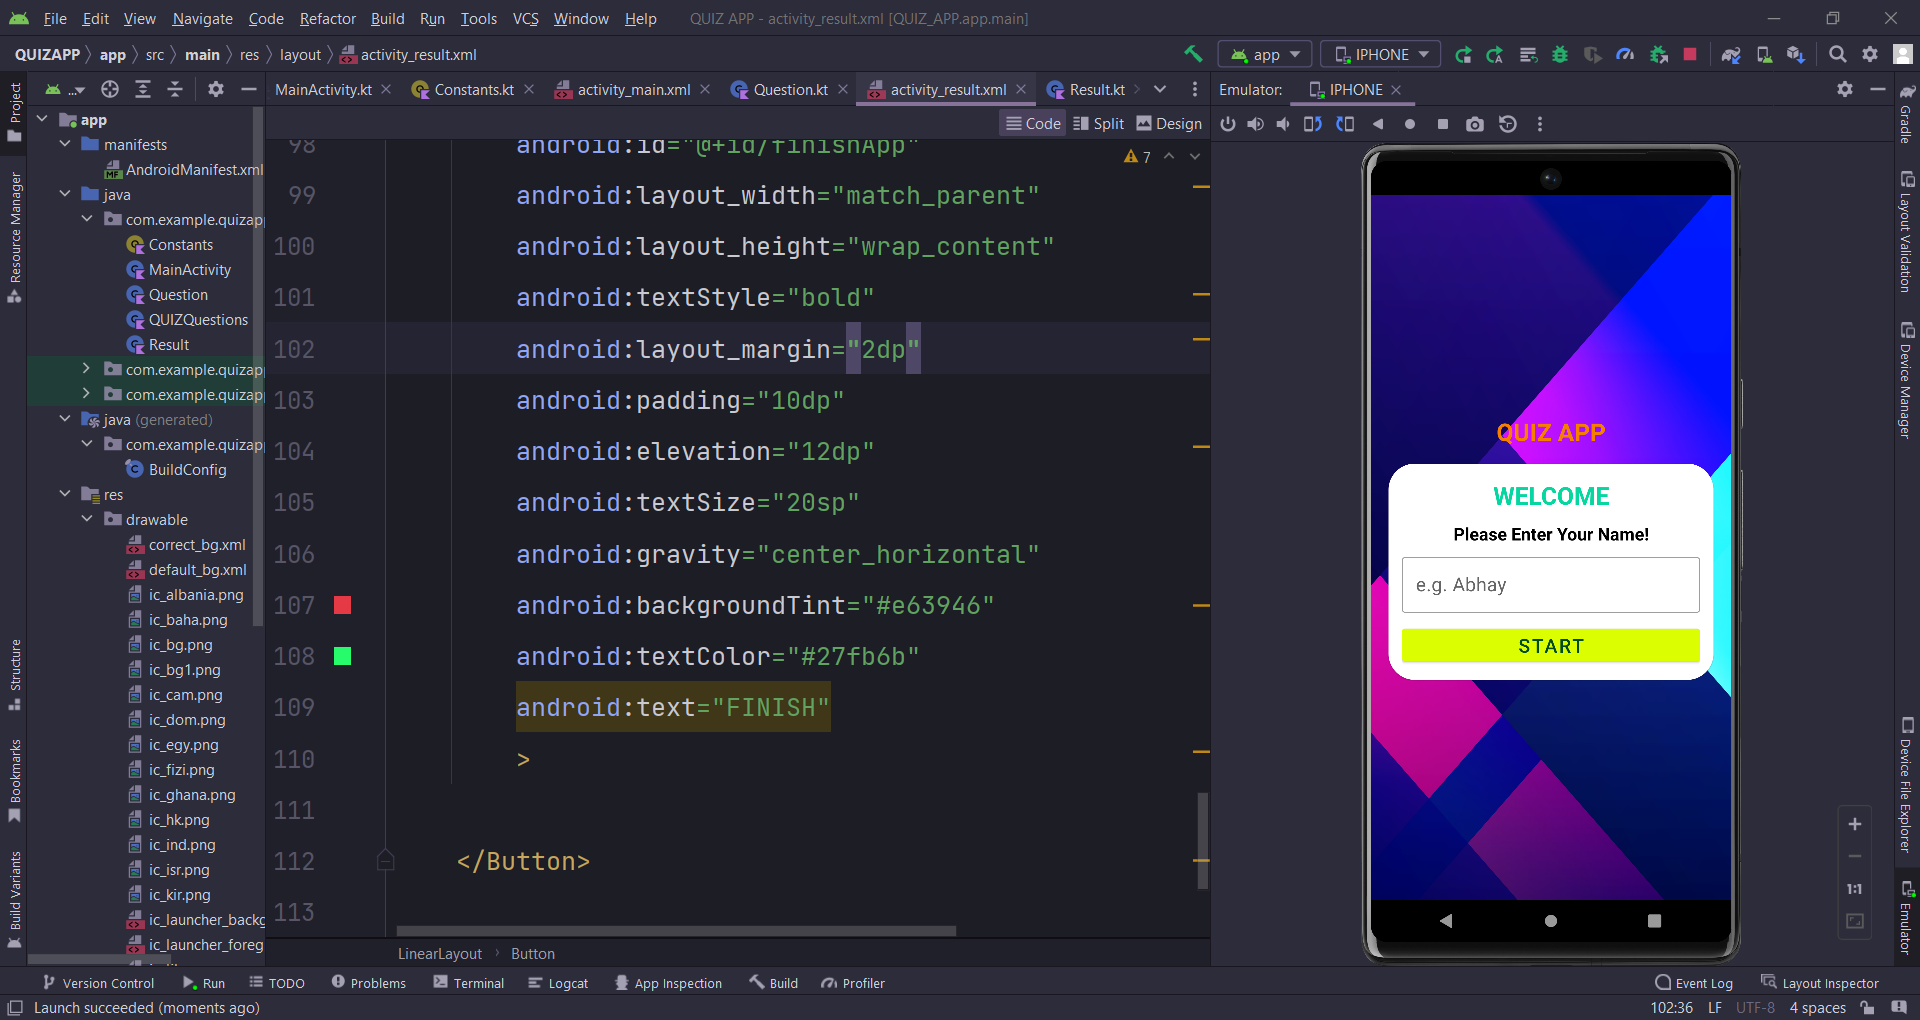 File Edit View Navigate Code Refactor Build Run Tools VCS Window Help QUIZ APP - activity_result.xml [QUIZ_APP.app.main]
QUIZAPP app src main res layout activity_result.xml app IPHONE
... MainActivity.kt Constants.kt activity_main.xml Question.kt activity_result.xml Result.kt Emulator: IPHONE
Code Split Design
Project
Resource Manager
Structure
Bookmarks
Build Variants
app
manifests
AndroidManifest.xml
java
com.example.quizapp
Constants
MainActivity
Question
QUIZQuestions
Result
com.example.quizap
com.example.quizap
java (generated)
com.example.quizap
BuildConfig
res
drawable
correct_bg.xml
default_bg.xml
ic_albania.png
ic_baha.png
ic_bg.png
ic_bg1.png
ic_cam.png
ic_dom.png
ic_egy.png
ic_fizi.png
ic_ghana.png
ic_hk.png
ic_ind.png
ic_isr.png
ic_kir.png
ic_launcher_backg
ic_launcher_foreg
7
98 android:id="@+id/finishApp"
99 android:layout_width="match_parent"
100 android:layout_height="wrap_content"
101 android:textStyle="bold"
102 android:layout_margin="2dp"
103 android:padding="10dp"
104 android:elevation="12dp"
105 android:textSize="20sp"
106 android:gravity="center_horizontal"
107 android:backgroundTint="#e63946"
108 android:textColor="#27fb6b"
109 android:text="FINISH"
110 >
111
112 </Button>
113
LinearLayout Button
QUIZ APP
WELCOME
Please Enter Your Name!
e.g. Abhay
START
1:1
Gradle
Layout Validation
Device Manager
Device File Explorer
Emulator
Version Control Run TODO Problems Terminal Logcat App Inspection Build Profiler Event Log Layout Inspector
Launch succeeded (moments ago) 102:36 LF UTF-8 4 spaces